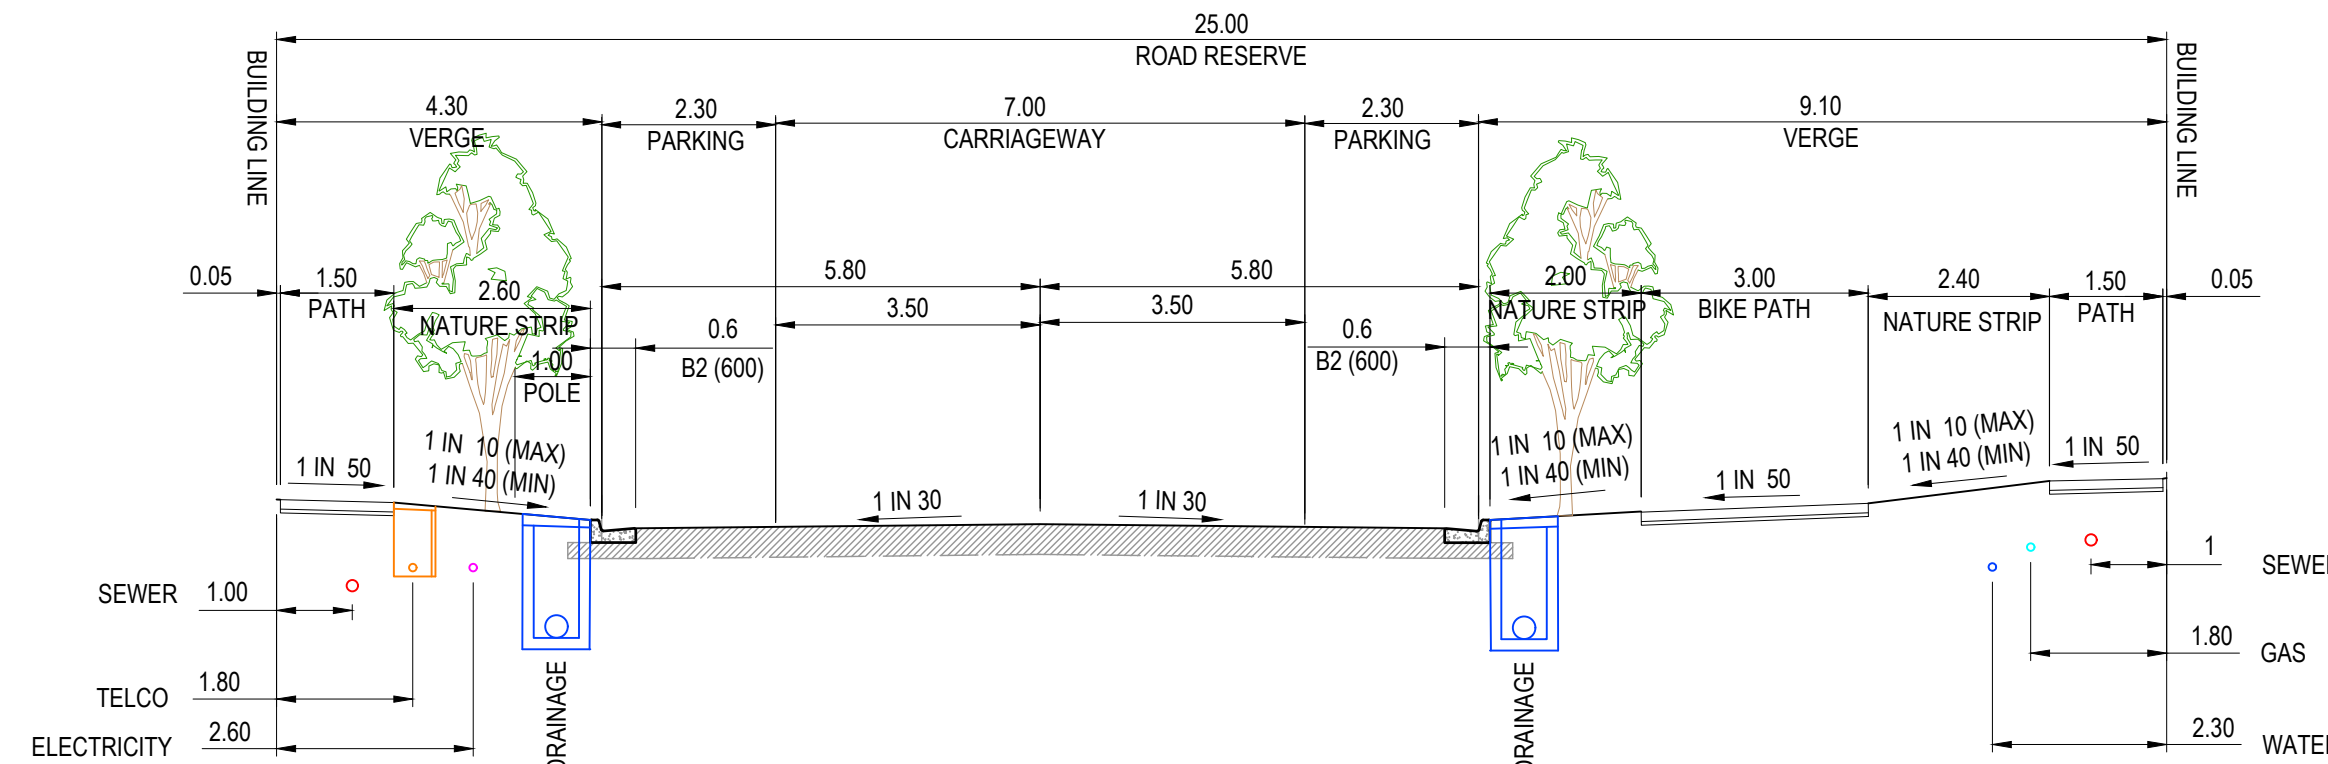 25.00
ROAD RESERVE
BUILDING LINE
BUILDING LINE
4.30
VERGE
2.30
PARKING
7.00
CARRIAGEWAY
2.30
PARKING
9.10
VERGE
0.05
1.50
PATH
2.60
NATURE STRIP
1.00
POLE
5.80
5.80
3.50
3.50
0.6
B2 (600)
0.6
B2 (600)
2.00
NATURE STRIP
3.00
BIKE PATH
2.40
NATURE STRIP
1.50
PATH
0.05
1 IN 50
1 IN 10 (MAX)
1 IN 40 (MIN)
1 IN 30
1 IN 30
1 IN 10 (MAX)
1 IN 40 (MIN)
1 IN 50
1 IN 10 (MAX)
1 IN 40 (MIN)
1 IN 50
SEWER 1.00
TELCO 1.80
ELECTRICITY 2.60
DRAINAGE
DRAINAGE
1 SEWE
1.80 GAS
2.30 WATE